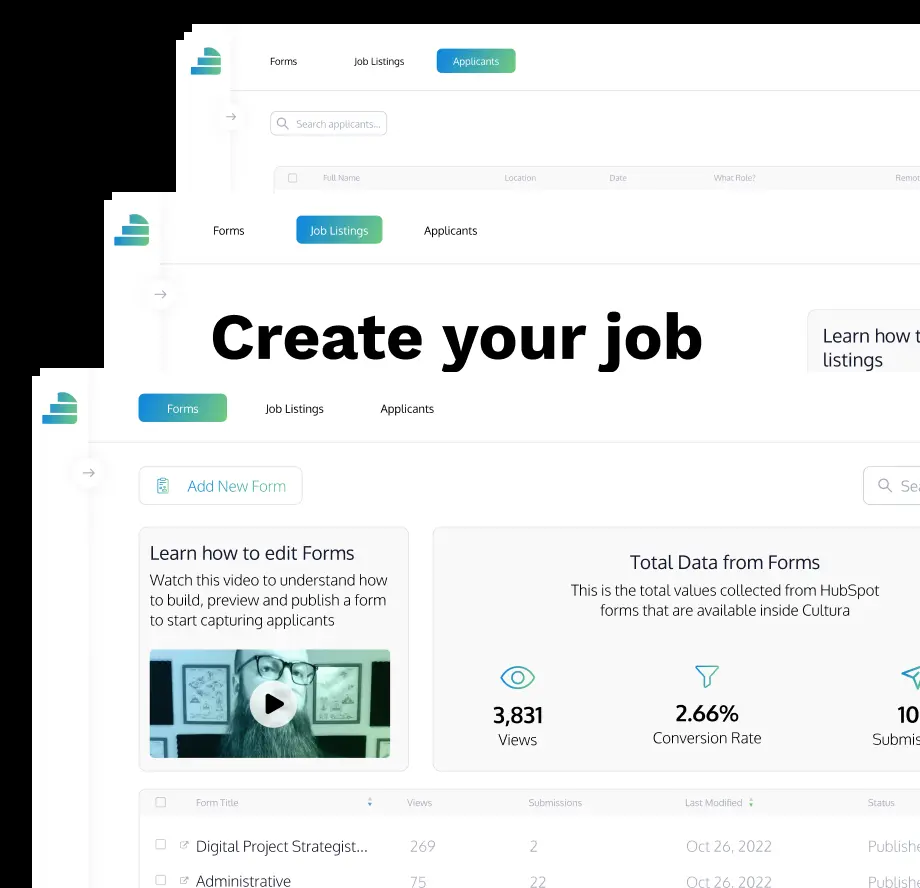 Forms Job Listings Applicants
Search applicants...
Full Name Location Date What Role?
Forms Job Listings Applicants
Create your job
Learn how
listings
Forms Job Listings Applicants
Add New Form
Learn how to edit Forms
Watch this video to understand how
to build, preview and publish a form
to start capturing applicants
Total Data from Forms
This is the total values collected from HubSpot
forms that are available inside Cultura
3,831
Views
2.66%
Conversion Rate
10
Form Title Views Submissions Last Modified Status
Digital Project Strategist... 269 2 Oct 26, 2022
Administrative 75 22 Oct 26, 2022